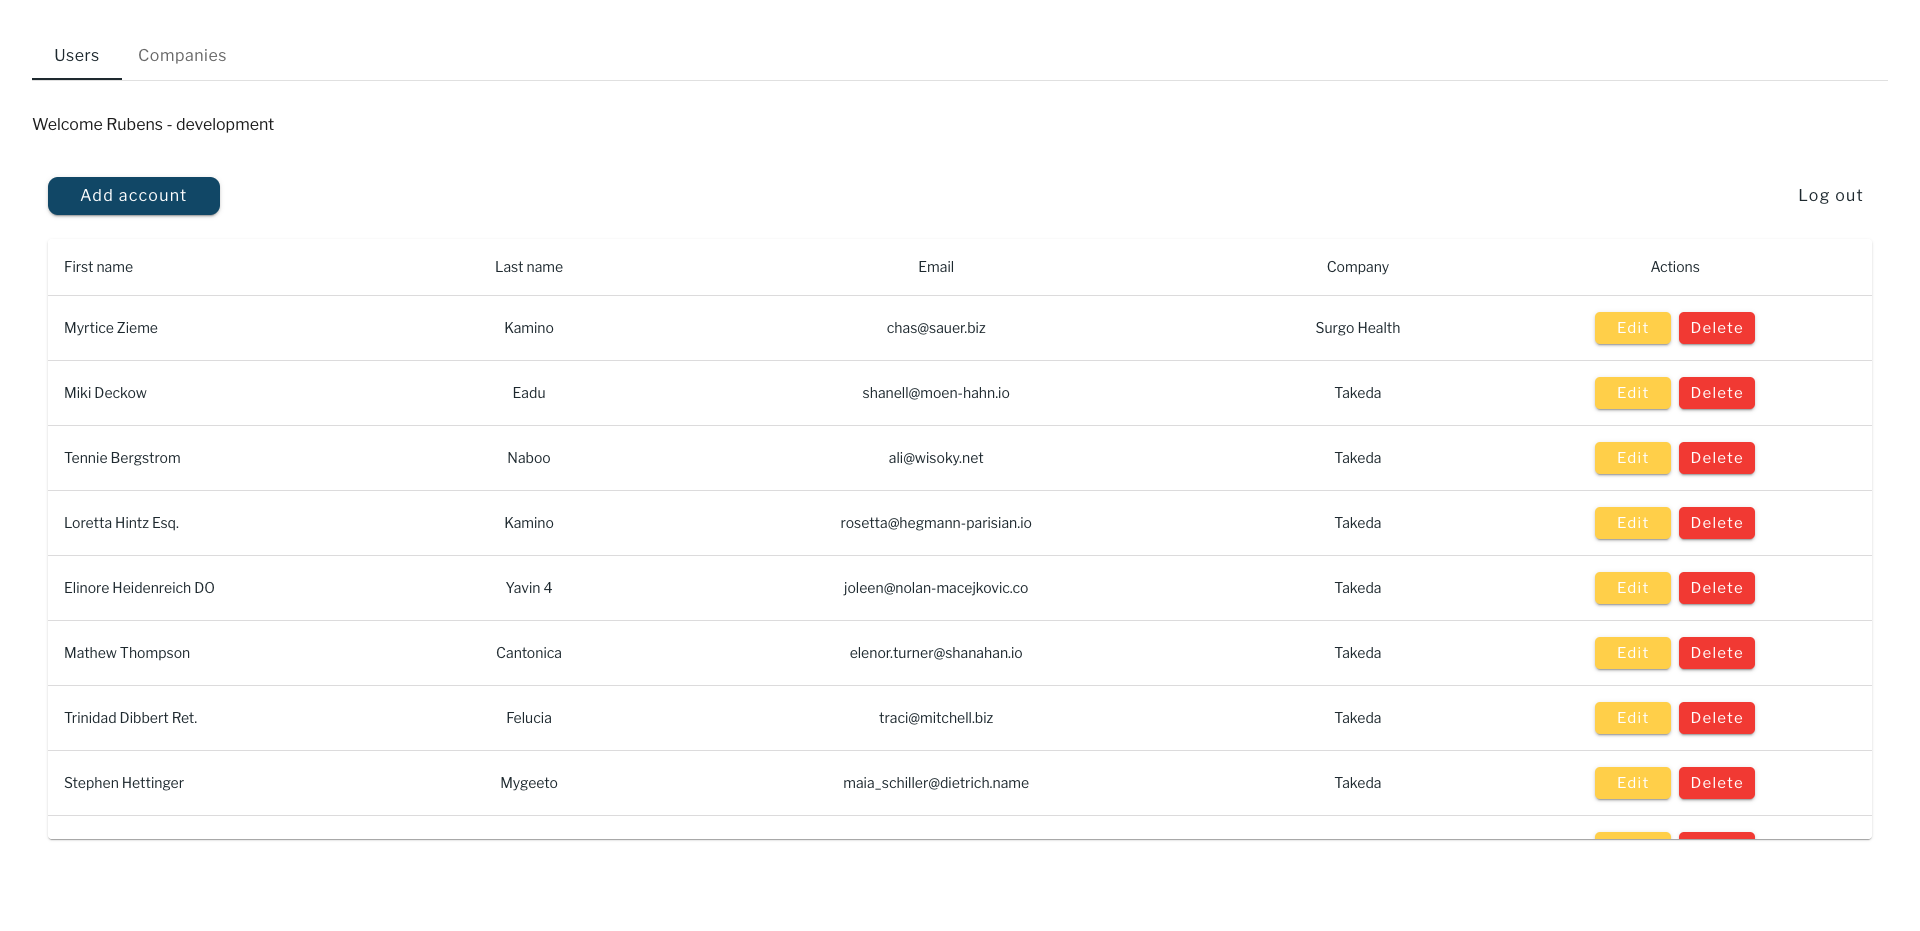 Users Companies
Welcome Rubens - development
Add account Log out
First name Last name Email Company Actions
Myrtice Zieme Kamino chas@sauer.biz Surgo Health Edit Delete
Miki Deckow Eadu shanell@moen-hahn.io Takeda Edit Delete
Tennie Bergstrom Naboo ali@wisoky.net Takeda Edit Delete
Loretta Hintz Esq. Kamino rosetta@hegmann-parisian.io Takeda Edit Delete
Elinore Heidenreich DO Yavin 4 joleen@nolan-macejkovic.co Takeda Edit Delete
Mathew Thompson Cantonica elenor.turner@shanahan.io Takeda Edit Delete
Trinidad Dibbert Ret. Felucia traci@mitchell.biz Takeda Edit Delete
Stephen Hettinger Mygeeto maia_schiller@dietrich.name Takeda Edit Delete